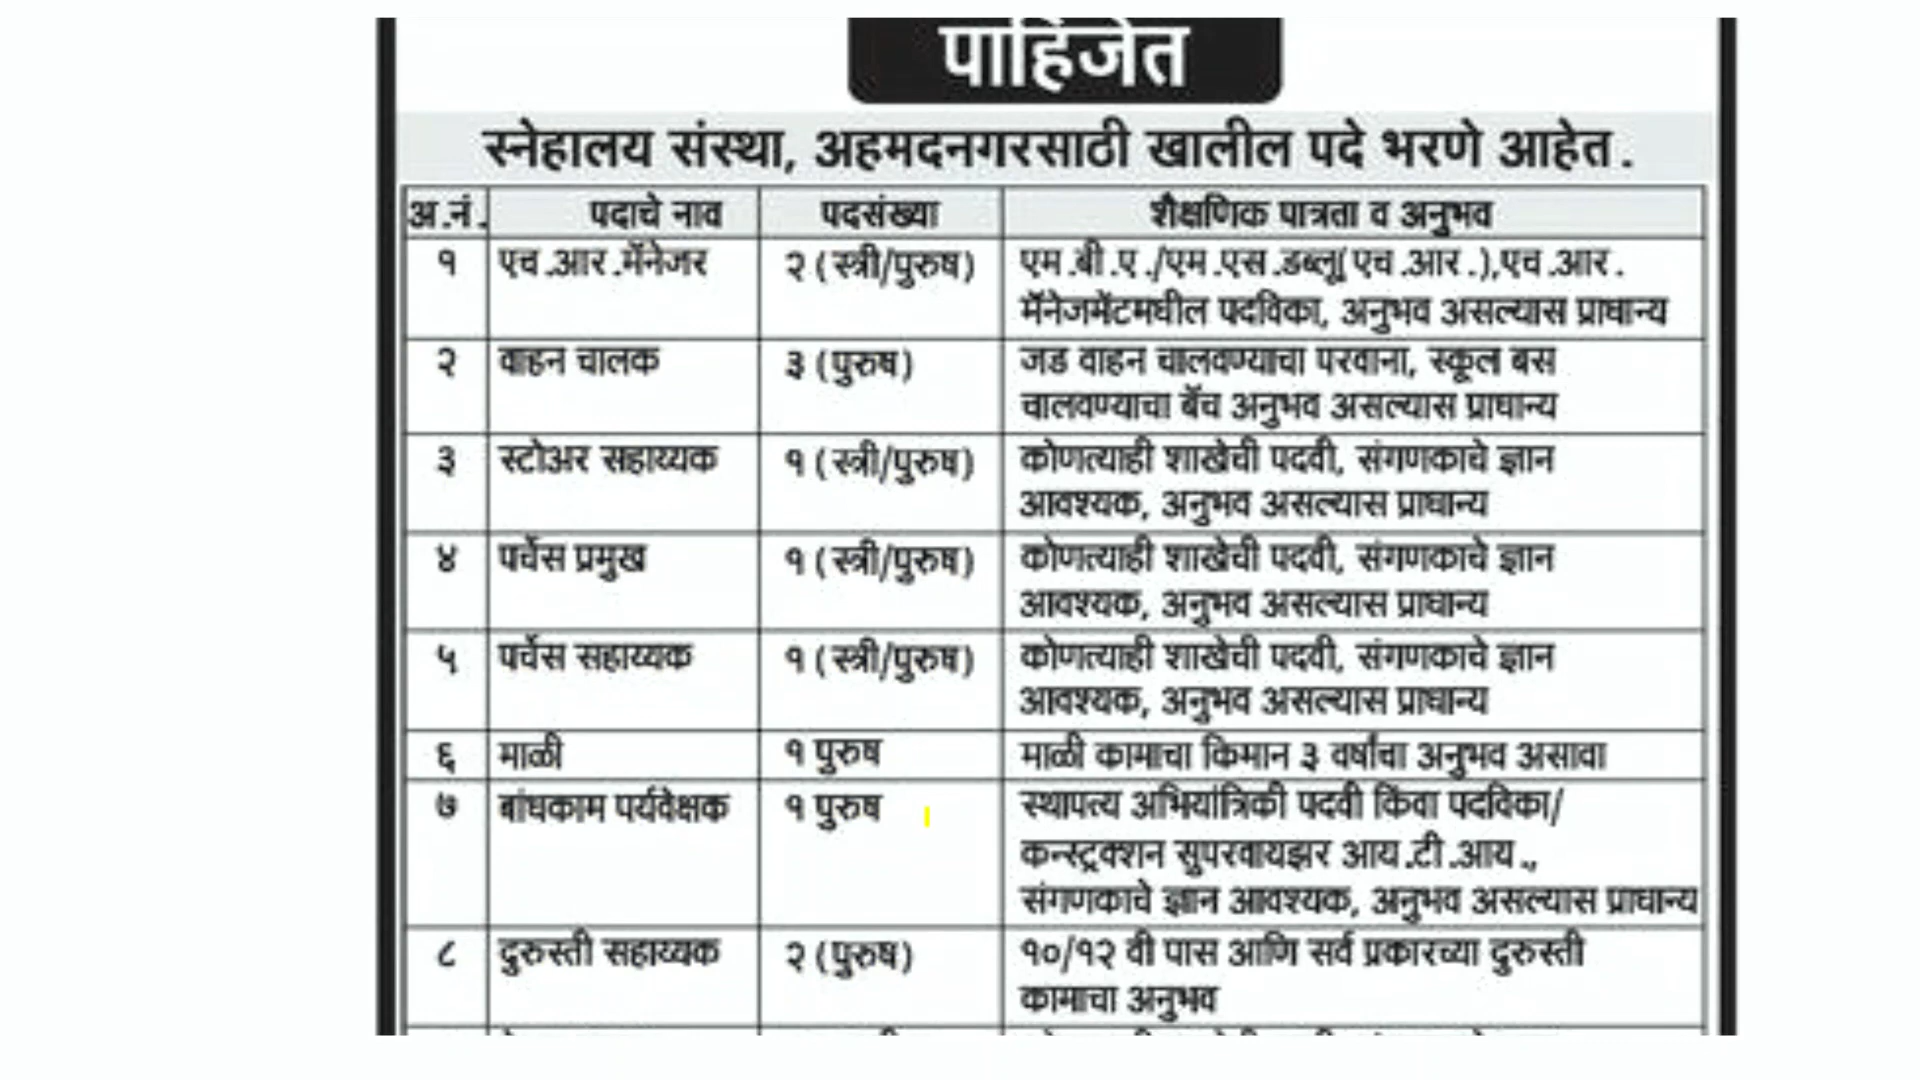 पाहिजेत
स्नेहालय संस्था, अहमदनगरसाठी खालील पदे भरणे आहेत.
अ.नं. पदाचे नाव पदसंख्या शैक्षणिक पात्रता व अनुभव
१ एच.आर.मॅनेजर २ (स्त्री/पुरुष) एम.बी.ए./एम.एस.डब्लू(एच.आर.),एच.आर.
मॅनेजमेंटमधील पदविका, अनुभव असल्यास प्राधान्य
२ वाहन चालक ३ (पुरुष) जड वाहन चालवण्याचा परवाना, स्कूल बस
चालवण्याचा बॅच अनुभव असल्यास प्राधान्य
३ स्टोअर सहाय्यक १ (स्त्री/पुरुष) कोणत्याही शाखेची पदवी, संगणकाचे ज्ञान
आवश्यक, अनुभव असल्यास प्राधान्य
४ पर्चेस प्रमुख १ (स्त्री/पुरुष) कोणत्याही शाखेची पदवी, संगणकाचे ज्ञान
आवश्यक, अनुभव असल्यास प्राधान्य
५ पर्चेस सहाय्यक १ (स्त्री/पुरुष) कोणत्याही शाखेची पदवी, संगणकाचे ज्ञान
आवश्यक, अनुभव असल्यास प्राधान्य
६ माळी १ पुरुष माळी कामाचा किमान ३ वर्षांचा अनुभव असावा
७ बांधकाम पर्यवेक्षक १ पुरुष स्थापत्य अभियांत्रिकी पदवी किंवा पदविका/
कन्स्ट्रक्शन सुपरवायझर आय.टी.आय.,
संगणकाचे ज्ञान आवश्यक, अनुभव असल्यास प्राधान्य
८ दुरुस्ती सहाय्यक २ (पुरुष) १०/१२ वी पास आणि सर्व प्रकारच्या दुरुस्ती
कामाचा अनुभव